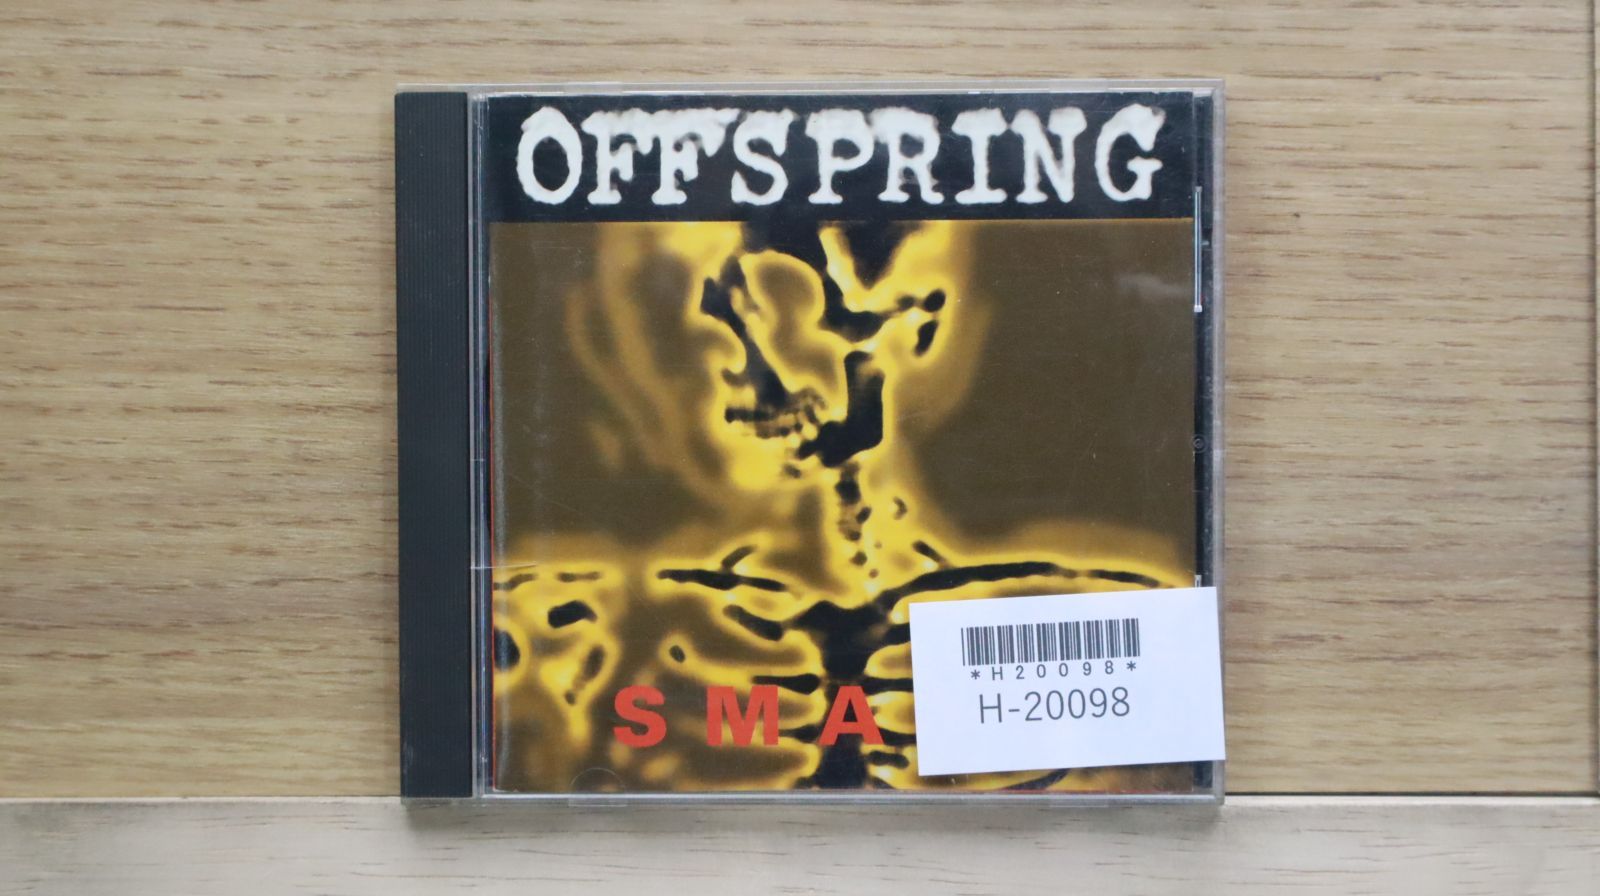 OFFSPRING
SMA
*H20098*
H-20098